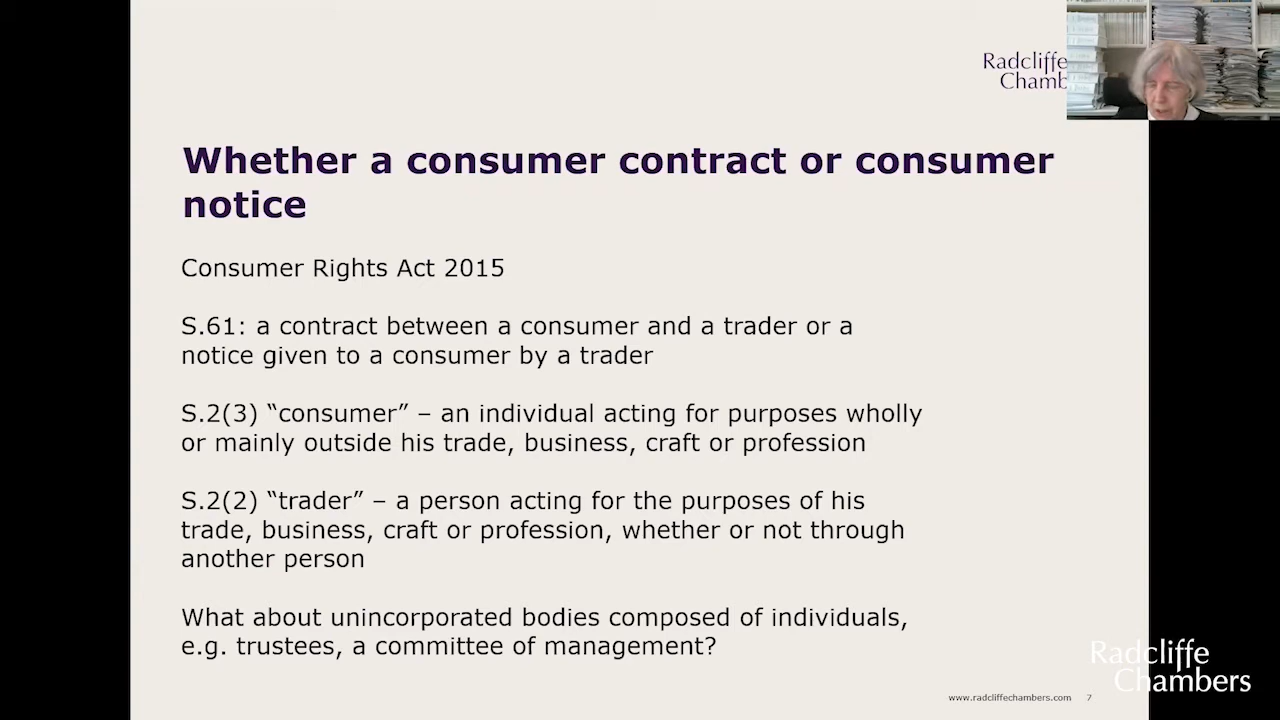 Radcliffe
Chamb
Whether a consumer contract or consumer
notice
Consumer Rights Act 2015
S.61: a contract between a consumer and a trader or a
notice given to a consumer by a trader
S.2(3) “consumer” – an individual acting for purposes wholly
or mainly outside his trade, business, craft or profession
S.2(2) “trader” – a person acting for the purposes of his
trade, business, craft or profession, whether or not through
another person
What about unincorporated bodies composed of individuals,
e.g. trustees, a committee of management?
Radcliffe
Chambers
www.radcliffechambers.com 7